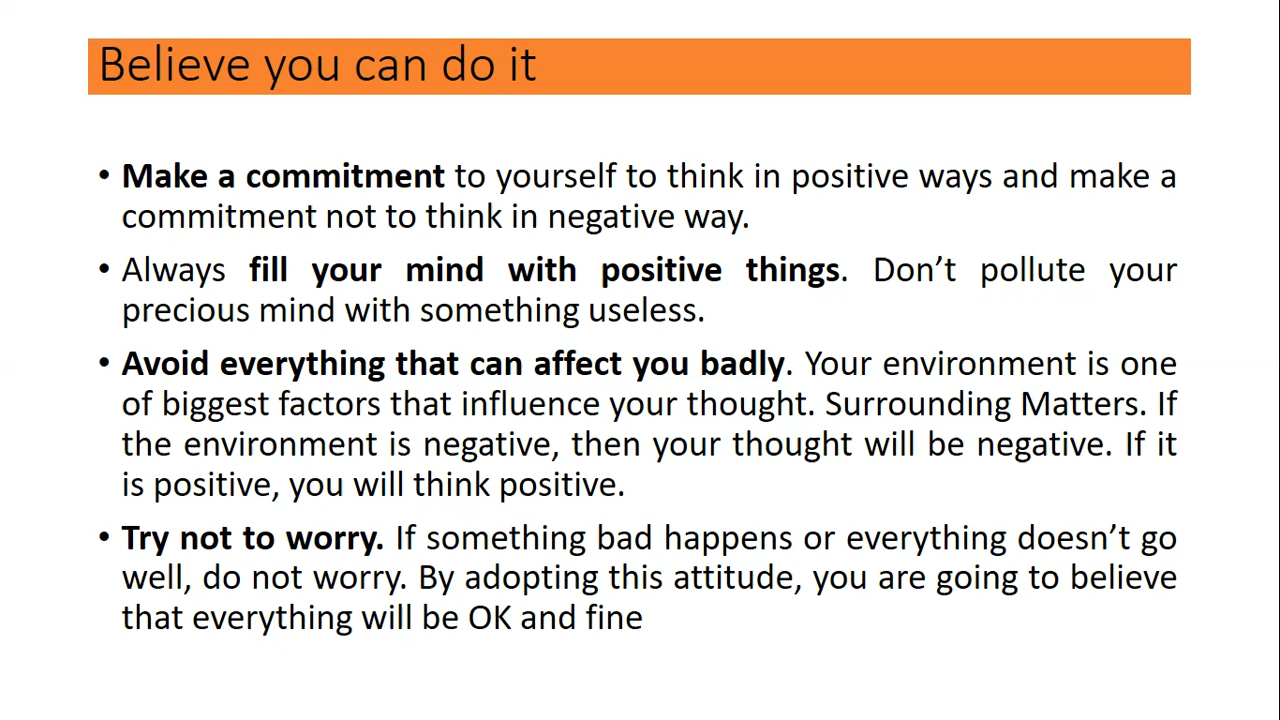 Believe you can do it
• Make a commitment to yourself to think in positive ways and make a
commitment not to think in negative way.
• Always fill your mind with positive things. Don’t pollute your
precious mind with something useless.
• Avoid everything that can affect you badly. Your environment is one
of biggest factors that influence your thought. Surrounding Matters. If
the environment is negative, then your thought will be negative. If it
is positive, you will think positive.
• Try not to worry. If something bad happens or everything doesn’t go
well, do not worry. By adopting this attitude, you are going to believe
that everything will be OK and fine